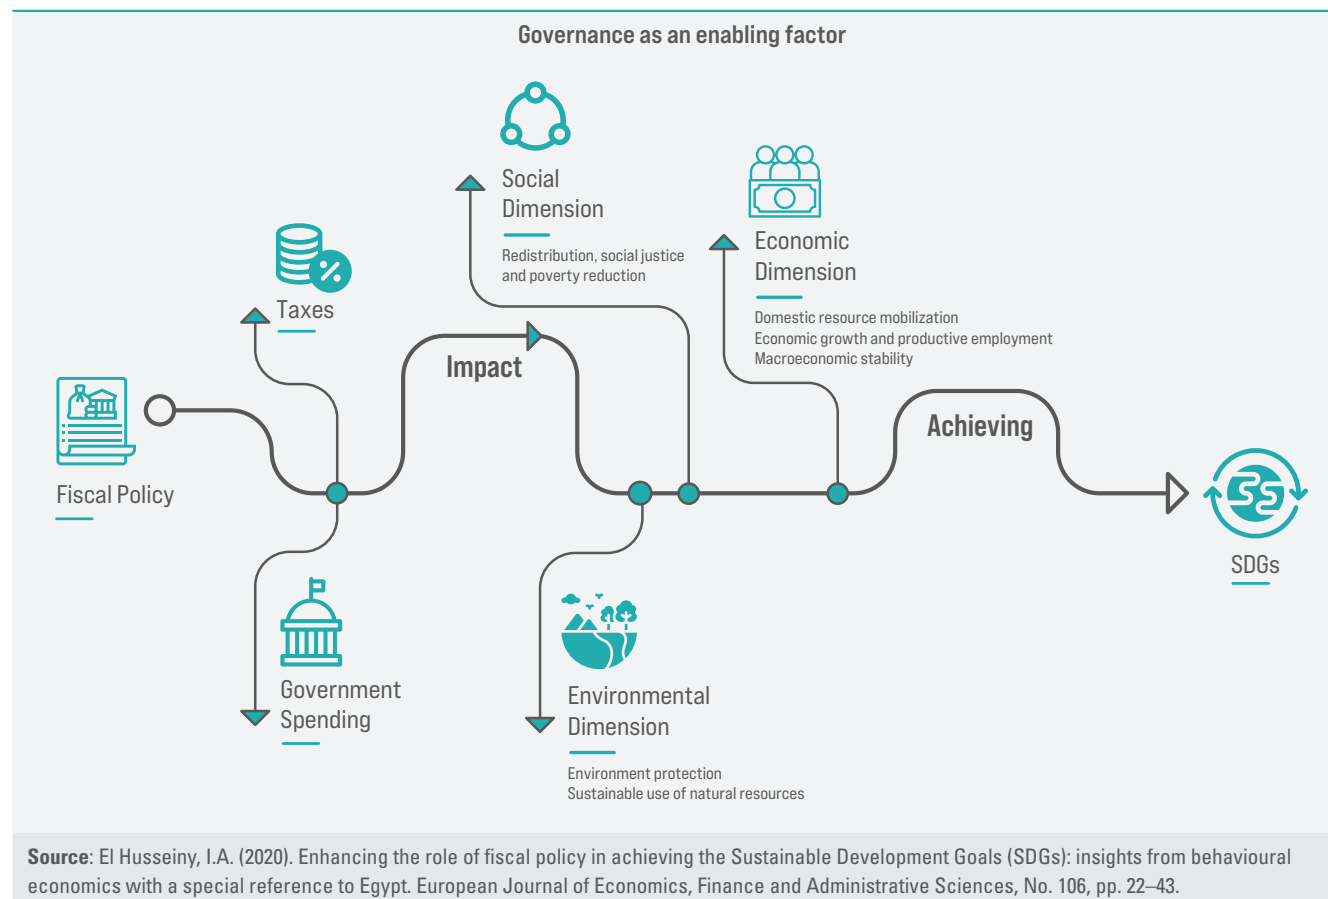 Governance as an enabling factor
Social
Dimension
Redistribution, social justice
and poverty reduction
Economic
Dimension
Domestic resource mobilization
Economic growth and productive employment
Macroeconomic stability
%
Taxes
Impact
Achieving
Fiscal Policy
SDGs
Government
Spending
Environmental
Dimension
Environment protection
Sustainable use of natural resources
Source: El Husseiny, I.A. (2020). Enhancing the role of fiscal policy in achieving the Sustainable Development Goals (SDGs): insights from behavioural
economics with a special reference to Egypt. European Journal of Economics, Finance and Administrative Sciences, No. 106, pp. 22–43.